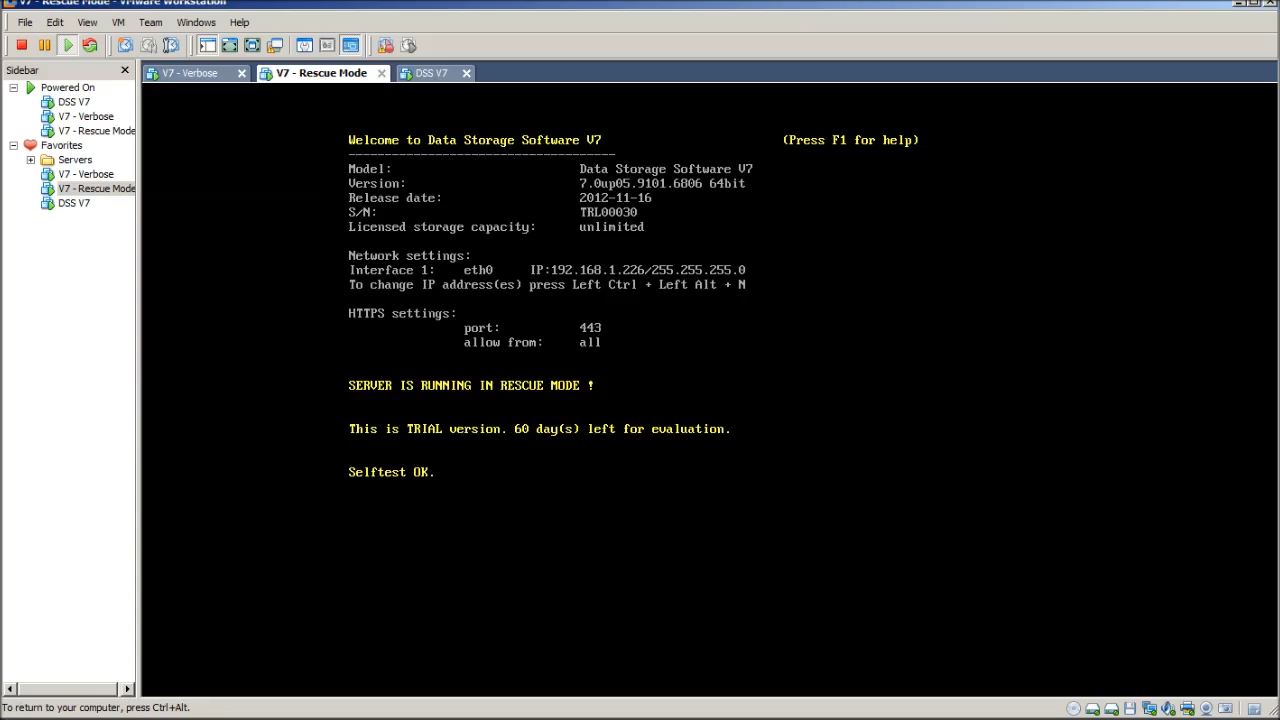 V7 - Rescue Mode - VMware Workstation
File Edit View VM Team Windows Help
Sidebar
Powered On
DSS V7
V7 - Verbose
V7 - Rescue Mode
Favorites
Servers
V7 - Verbose
V7 - Rescue Mode
DSS V7
V7 - Verbose V7 - Rescue Mode DSS V7
Welcome to Data Storage Software V7 (Press F1 for help)
-------------------------------------
Model: Data Storage Software V7
Version: 7.0up05.9101.6806 64bit
Release date: 2012-11-16
S/N: TRL00030
Licensed storage capacity: unlimited
Network settings:
Interface 1: eth0 IP:192.168.1.226/255.255.255.0
To change IP address(es) press Left Ctrl + Left Alt + N
HTTPS settings:
port: 443
allow from: all
SERVER IS RUNNING IN RESCUE MODE !
This is TRIAL version. 60 day(s) left for evaluation.
Selftest OK.
To return to your computer, press Ctrl+Alt.